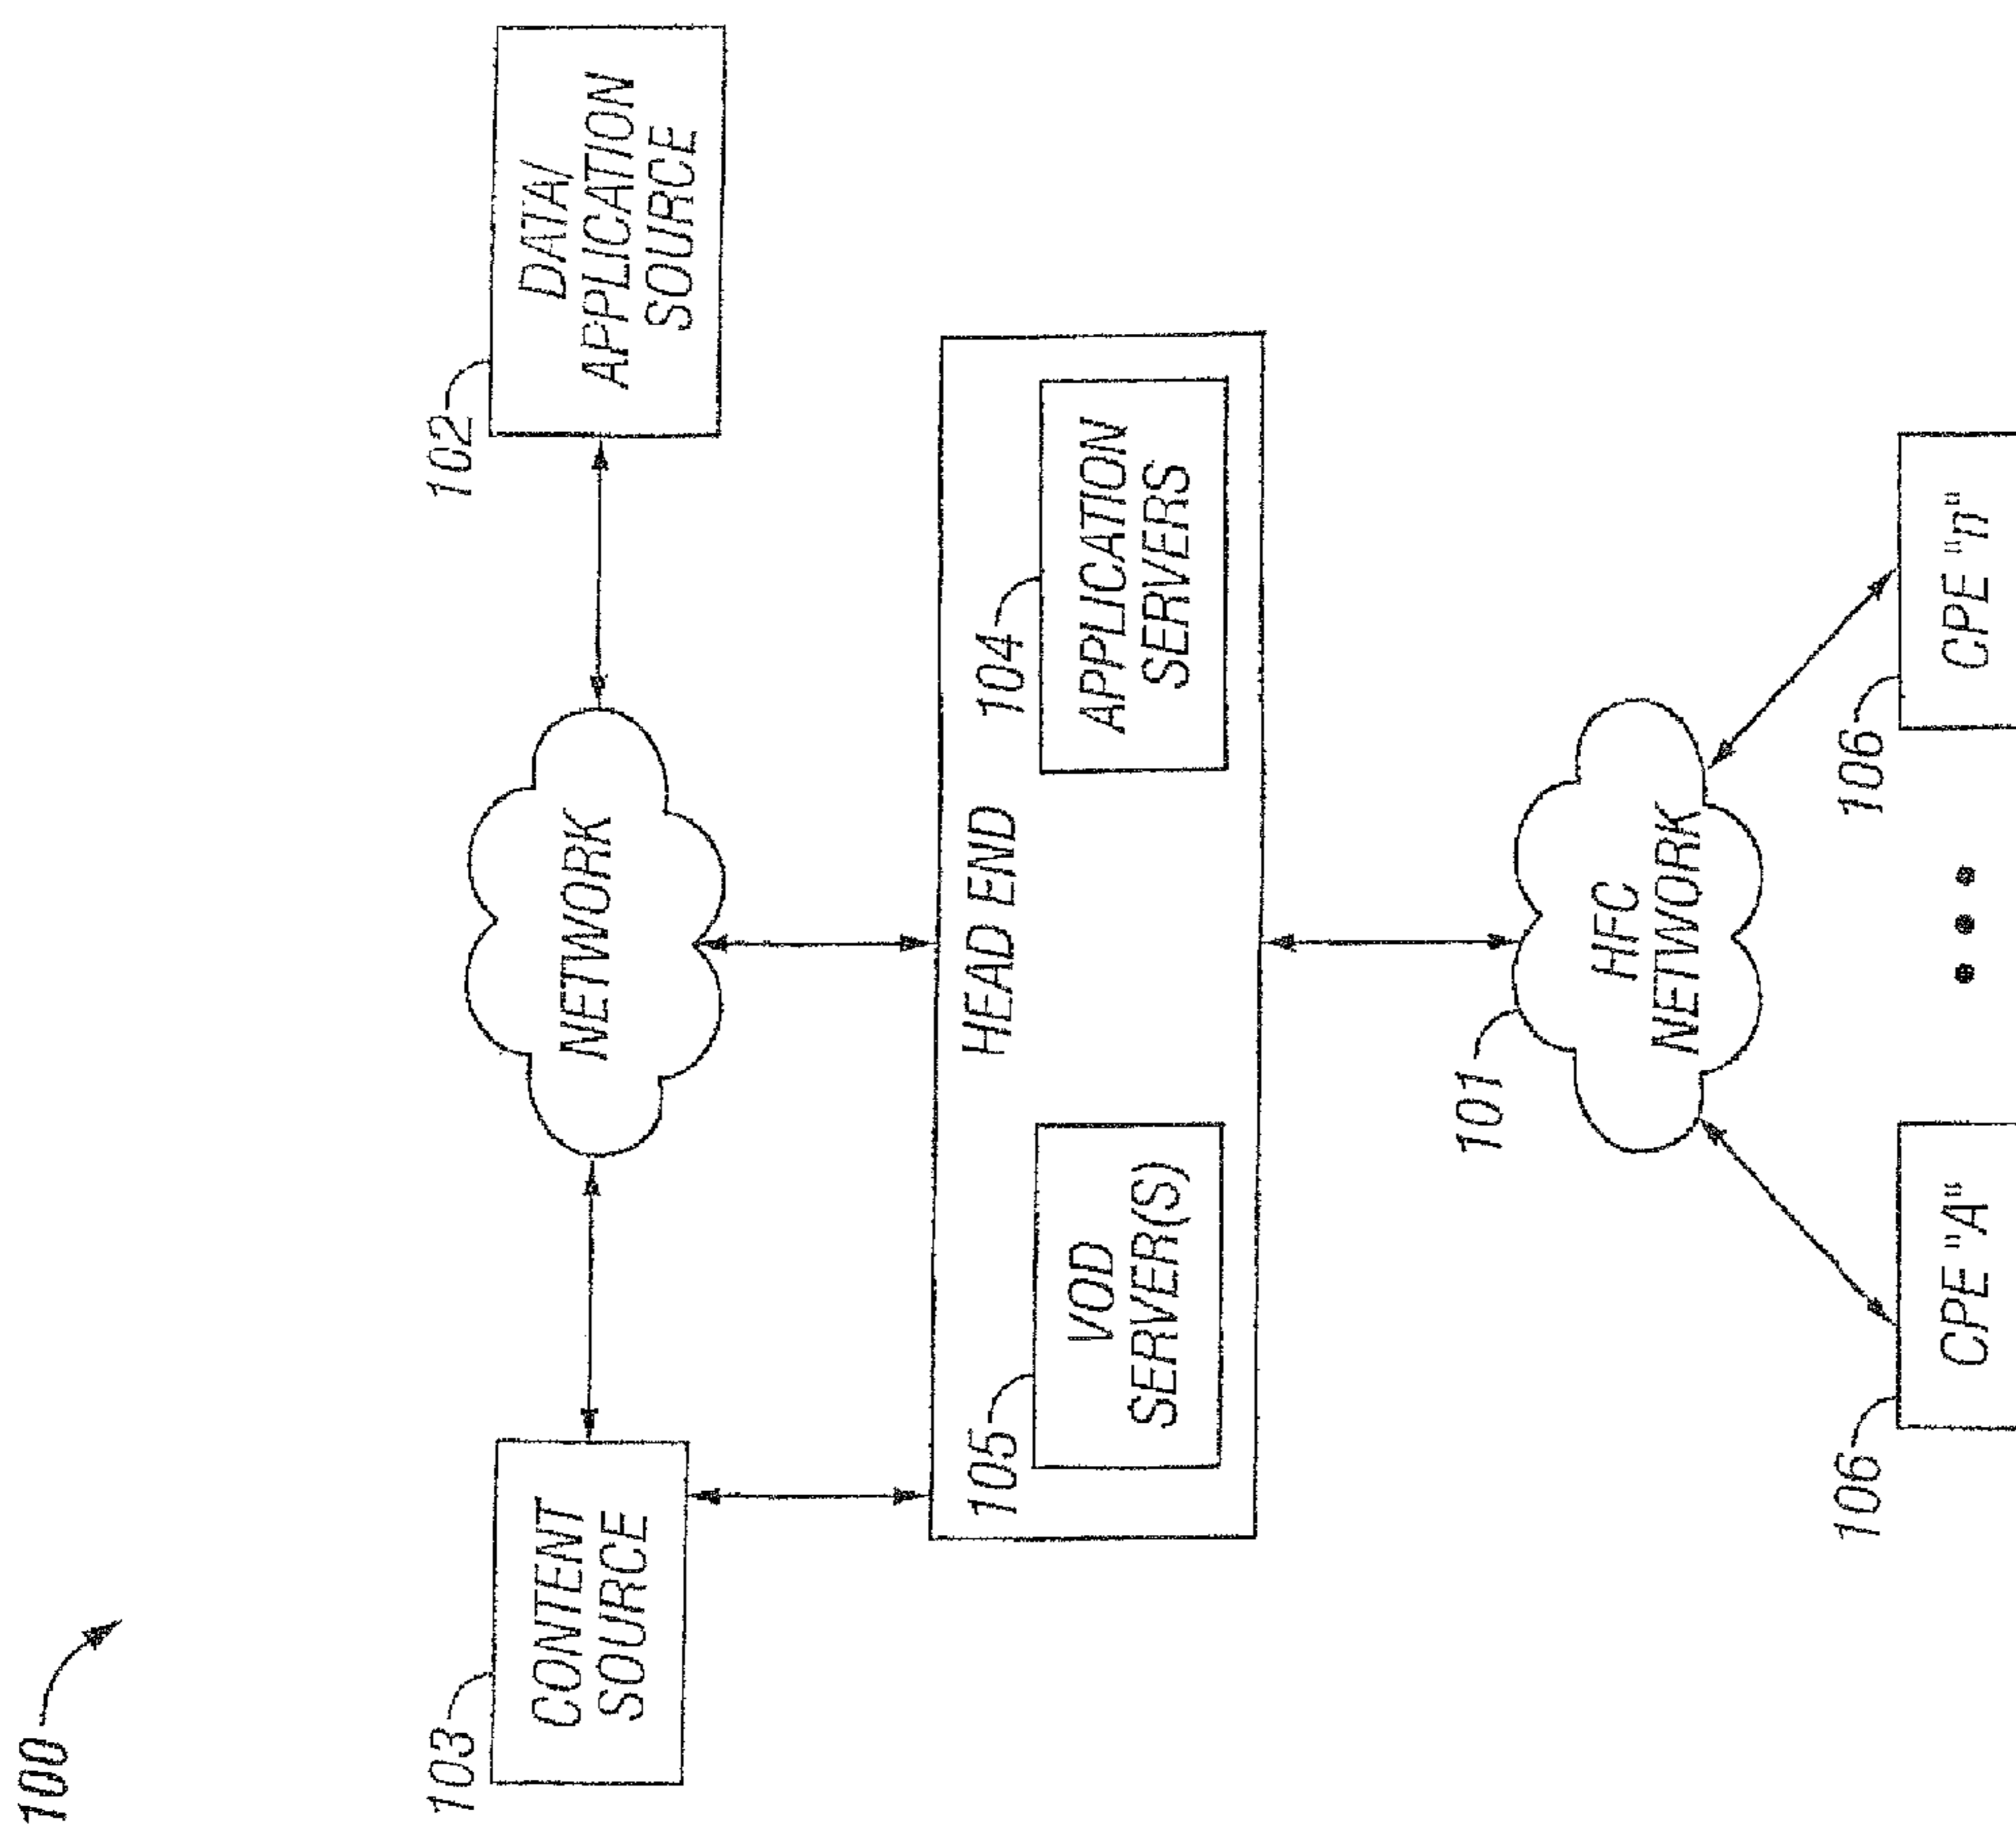 100
103
CONTENT
SOURCE
NETWORK
102
DATA/
APPLICATION
SOURCE
HEAD END
105
VOD
SERVER(S)
104
APPLICATION
SERVERS
101
HFC
NETWORK
106
CPE "A"
106
CPE "n"